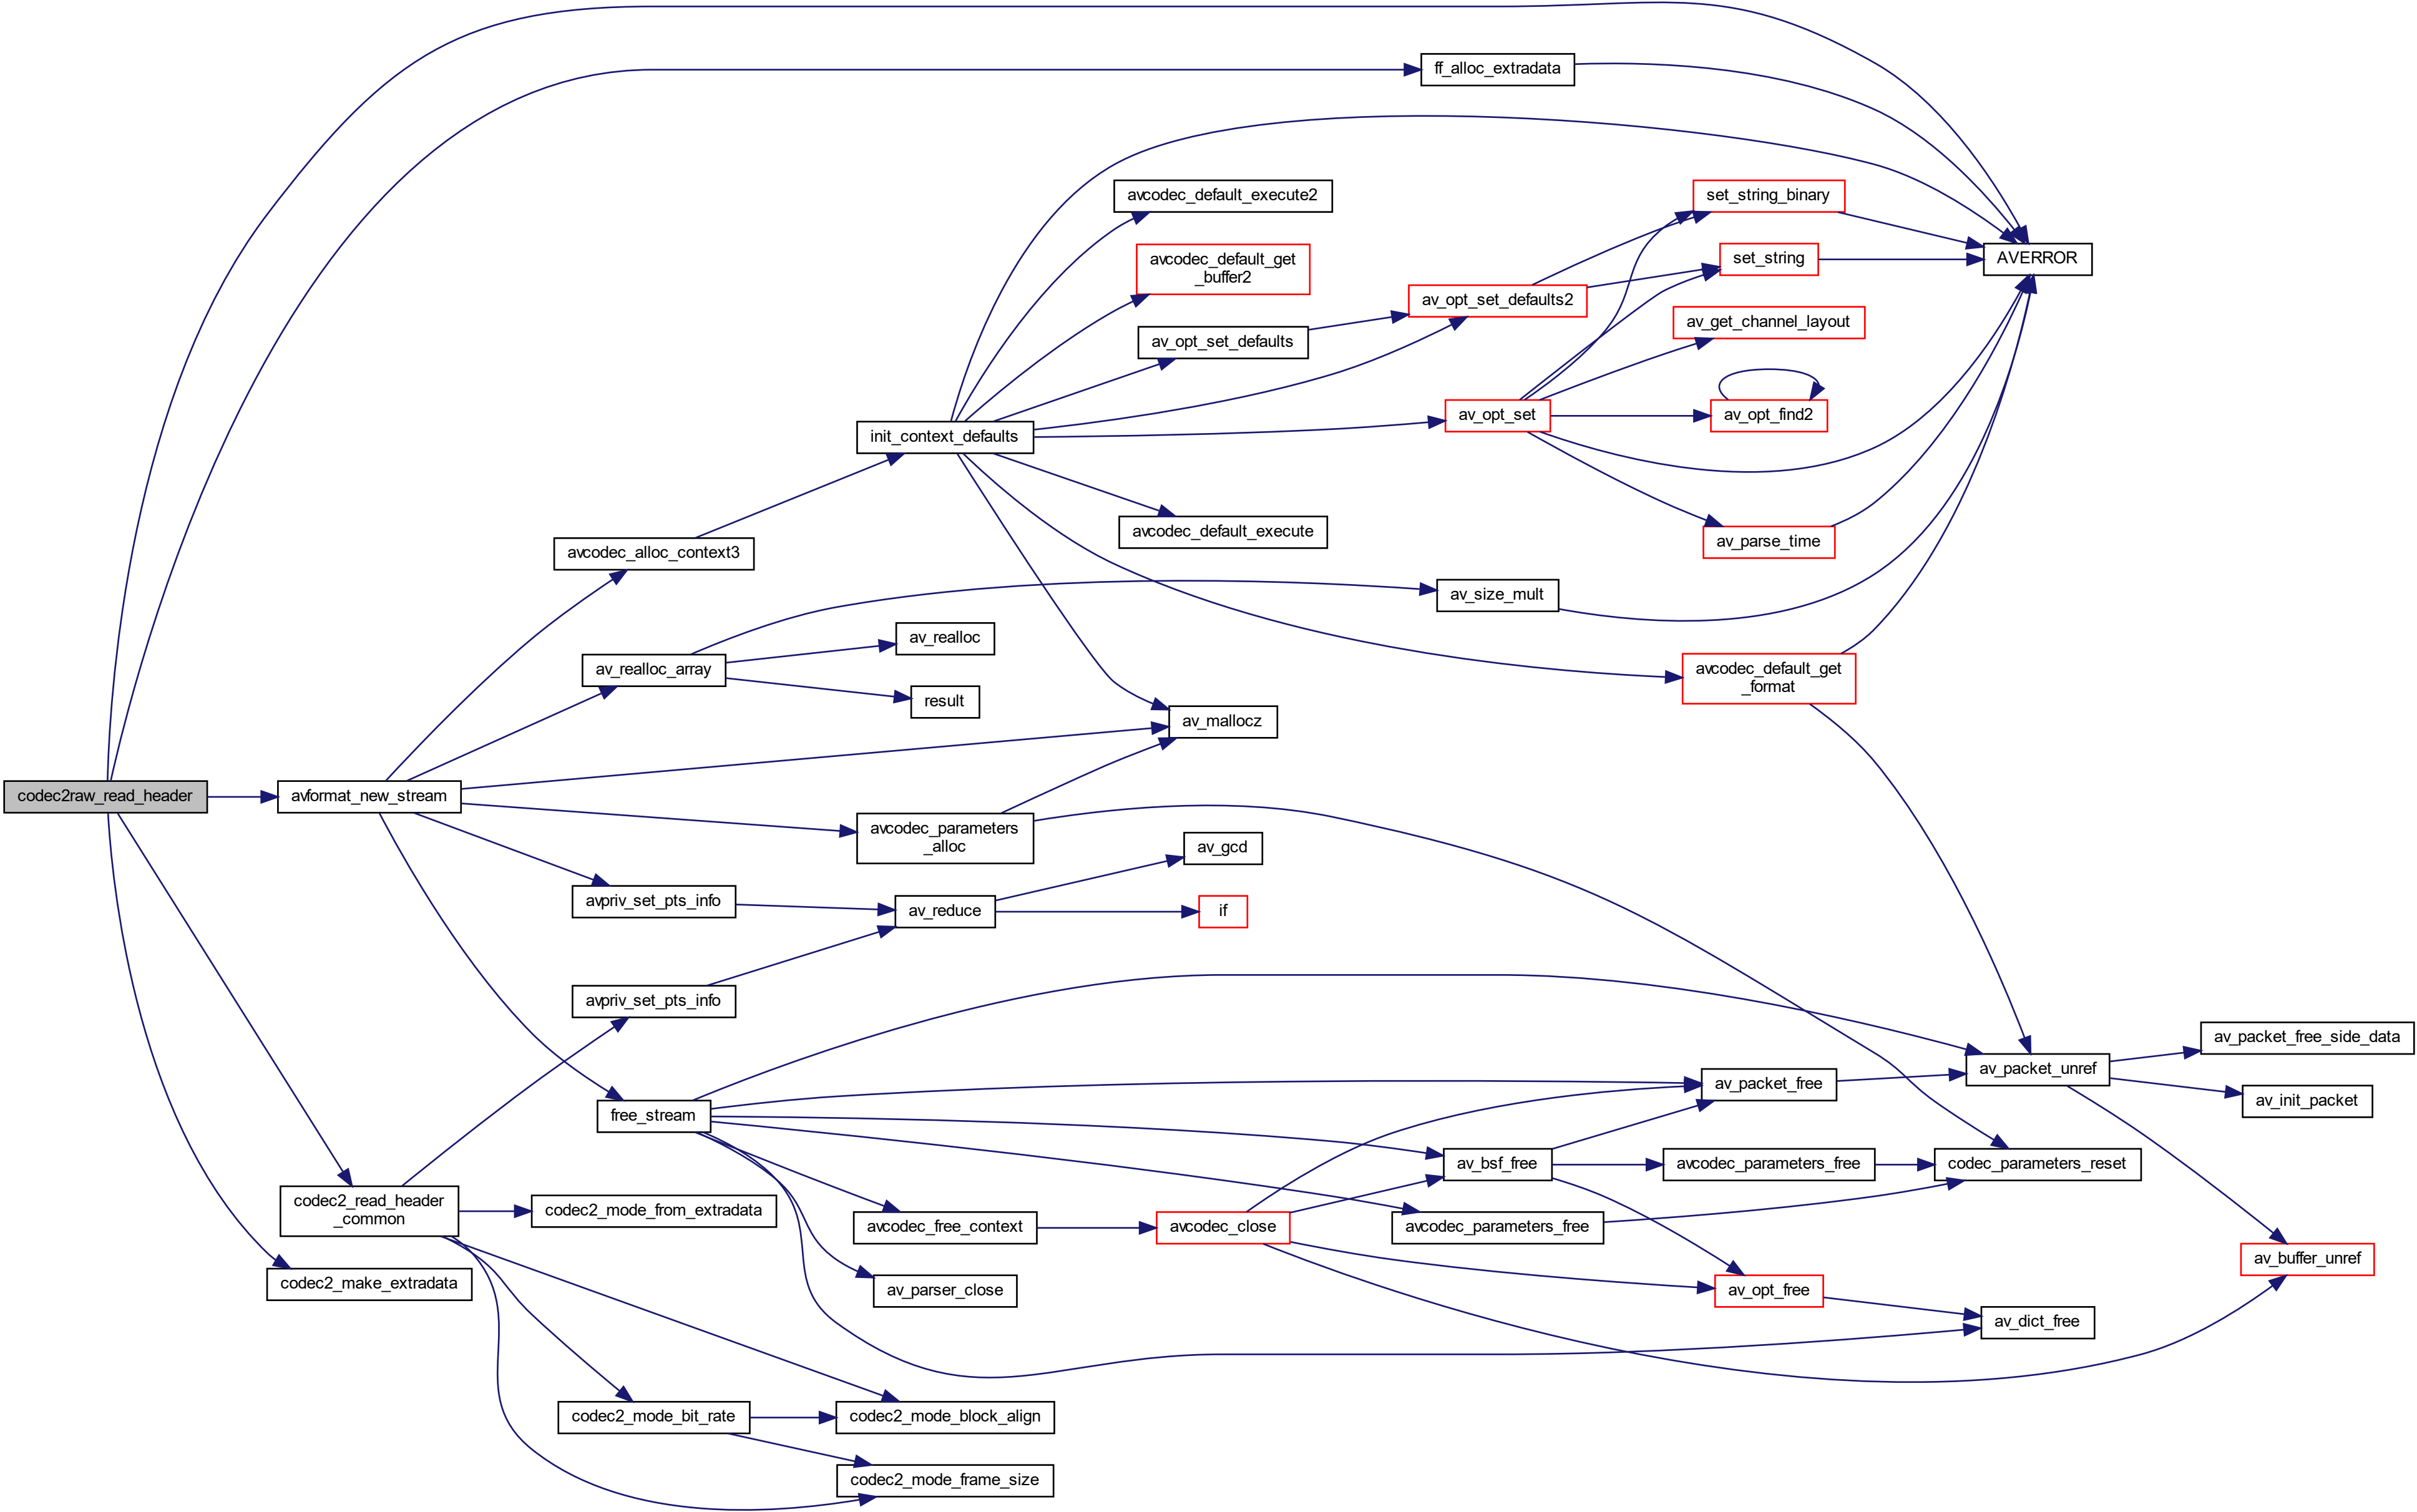 ff_alloc_extradata
avcodec_default_execute2
set_string_binary
avcodec_default_get
_buffer2
set_string
AVERROR
av_opt_set_defaults2
av_get_channel_layout
av_opt_set_defaults
av_opt_set
av_opt_find2
init_context_defaults
avcodec_default_execute
av_parse_time
avcodec_alloc_context3
av_size_mult
av_realloc
av_realloc_array
avcodec_default_get
_format
result
av_mallocz
codec2raw_read_header
avformat_new_stream
avcodec_parameters
_alloc
av_gcd
avpriv_set_pts_info
av_reduce
if
avpriv_set_pts_info
av_packet_free_side_data
av_packet_unref
av_packet_free
av_init_packet
free_stream
av_bsf_free
avcodec_parameters_free
codec_parameters_reset
codec2_read_header
_common
codec2_mode_from_extradata
avcodec_free_context
avcodec_close
avcodec_parameters_free
av_buffer_unref
codec2_make_extradata
av_parser_close
av_opt_free
av_dict_free
codec2_mode_bit_rate
codec2_mode_block_align
codec2_mode_frame_size